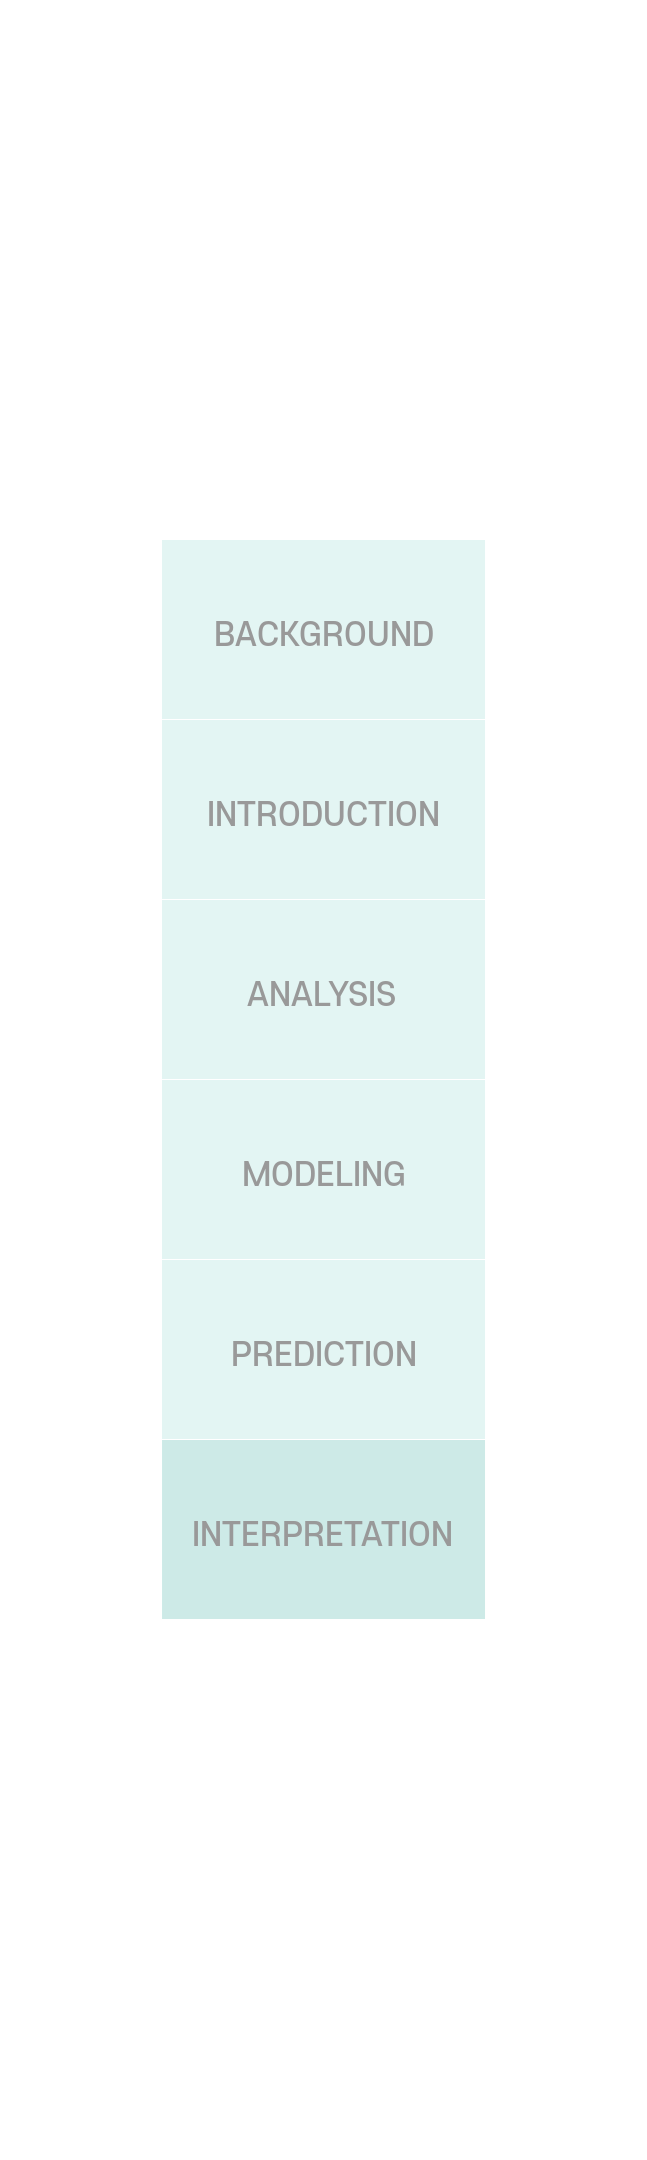 BACKGROUND
INTRODUCTION
ANALYSIS
MODELING
PREDICTION
INTERPRETATION